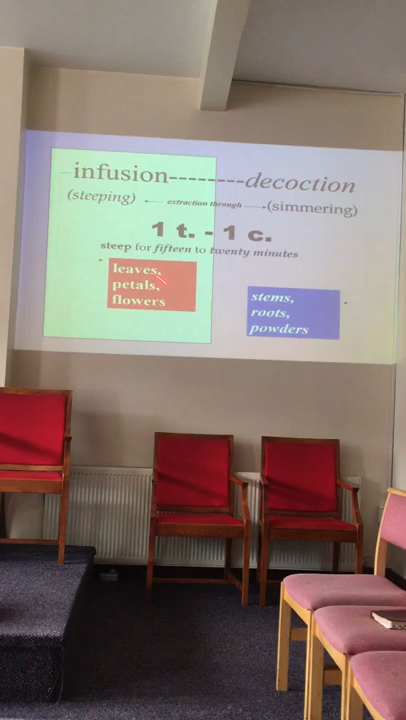 infusion--------decoction
(steeping) extraction through (simmering)
1 t. - 1 c.
steep for fifteen to twenty minutes
leaves,
petals,
flowers
stems,
roots,
powders